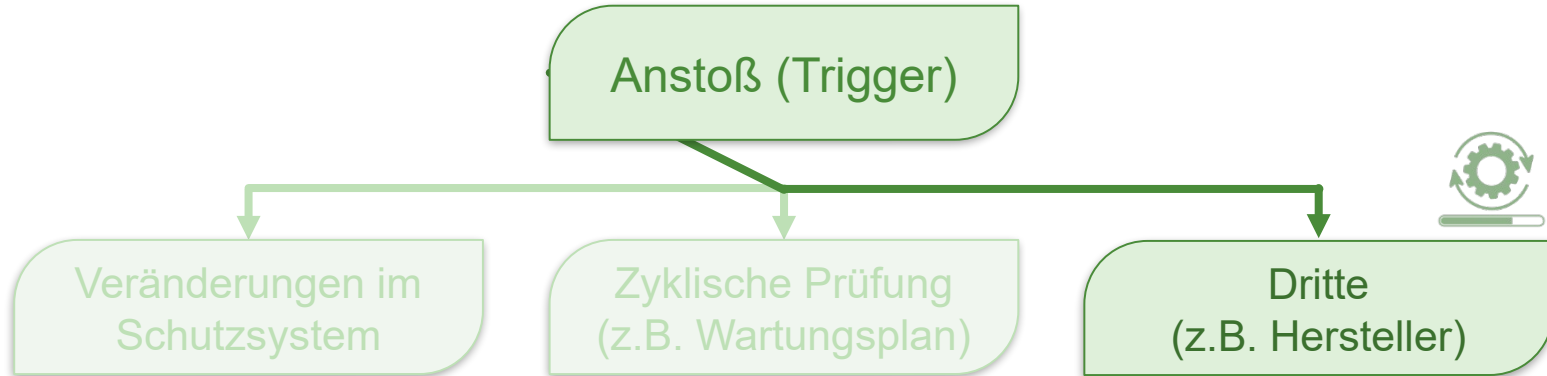 Anstoß (Trigger)
Veränderungen im
Schutzsystem
Zyklische Prüfung
(z.B. Wartungsplan)
Dritte
(z.B. Hersteller)